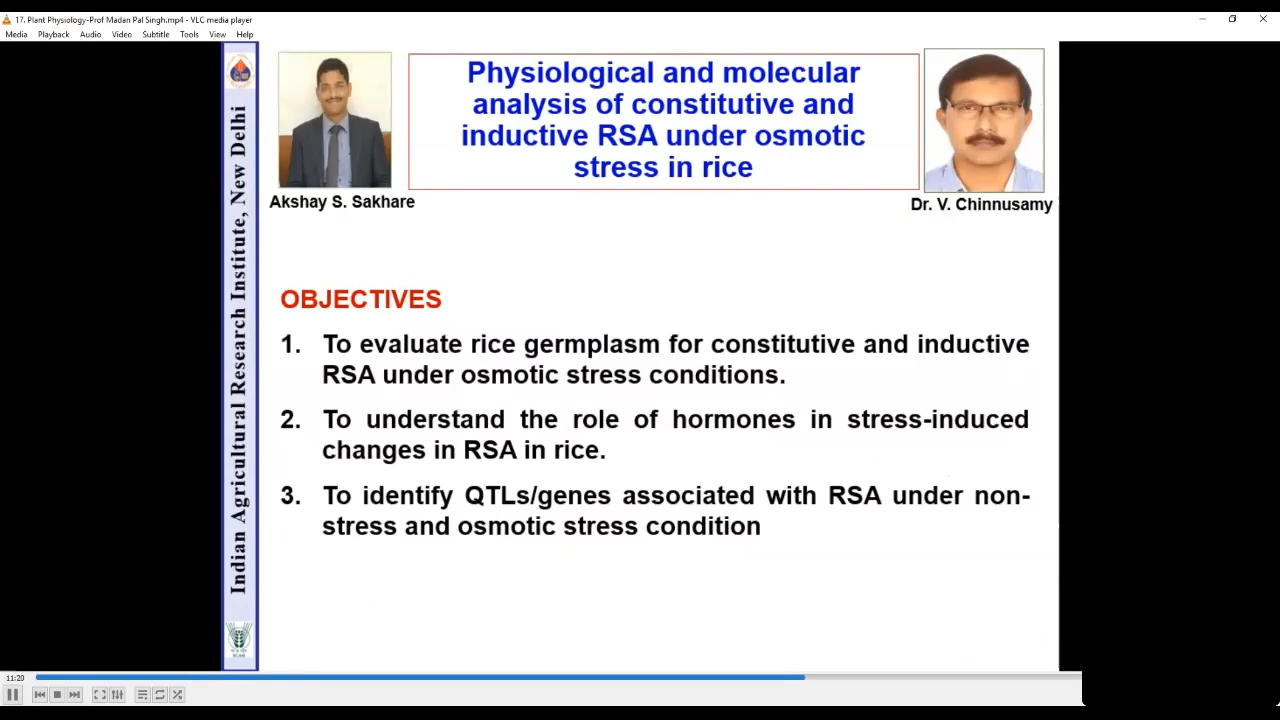 17. Plant Physiology-Prof Madan Pal Singh.mp4 - VLC media player
Media Playback Audio Video Subtitle Tools View Help
Indian Agricultural Research Institute, New Delhi
Physiological and molecular
analysis of constitutive and
inductive RSA under osmotic
stress in rice
Akshay S. Sakhare
Dr. V. Chinnusamy
OBJECTIVES
1. To evaluate rice germplasm for constitutive and inductive
RSA under osmotic stress conditions.
2. To understand the role of hormones in stress-induced
changes in RSA in rice.
3. To identify QTLs/genes associated with RSA under non-
stress and osmotic stress condition
11:20